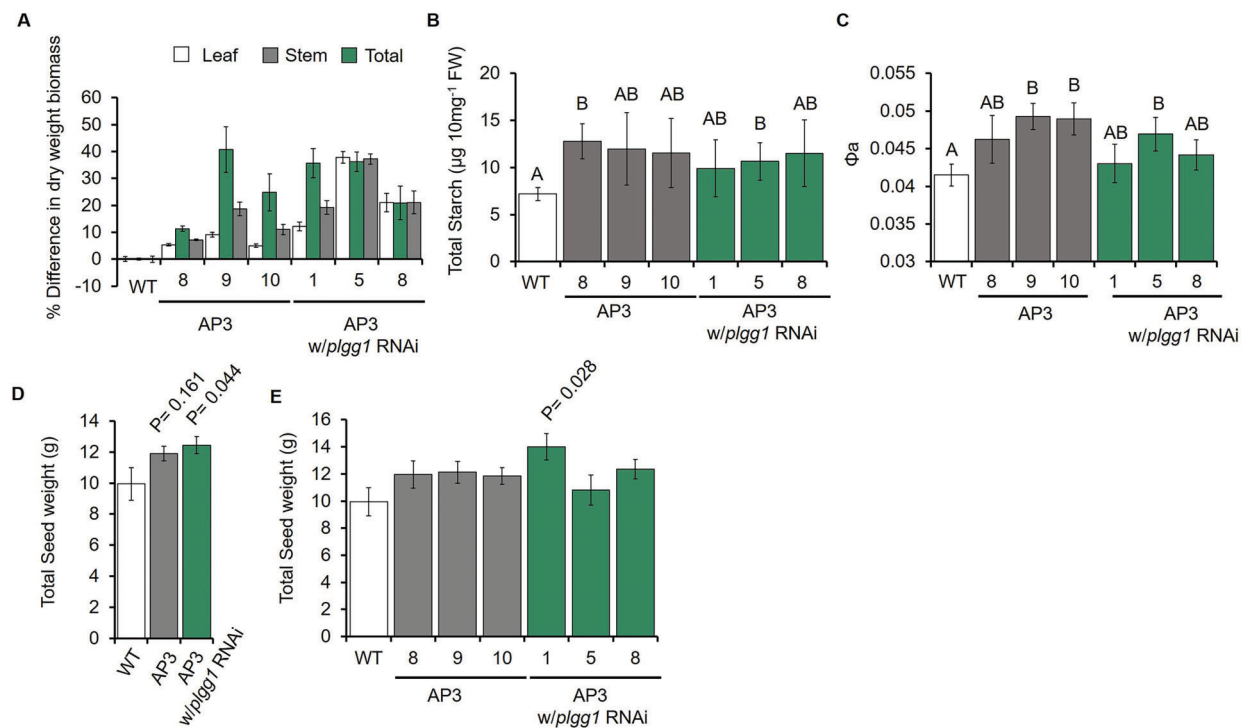 A
Leaf Stem Total
% Difference in dry weight biomass
60
50
40
30
20
10
0
-10
WT 8 9 10 1 5 8
AP3 AP3
w/plgg1 RNAi
B
Total Starch (µg 10mg⁻¹ FW)
20
15
10
5
0
A B AB AB AB B AB
WT 8 9 10 1 5 8
AP3 AP3
w/plgg1 RNAi
C
Φa
0.055
0.05
0.045
0.04
0.035
0.03
A AB B B AB B AB
WT 8 9 10 1 5 8
AP3 AP3
w/plgg1 RNAi
D
P= 0.161
P= 0.044
Total Seed weight (g)
14
12
10
8
6
4
2
0
WT
AP3
AP3
w/plgg1 RNAi
E
P= 0.028
Total Seed weight (g)
16
14
12
10
8
6
4
2
0
WT 8 9 10 1 5 8
AP3 AP3
w/plgg1 RNAi